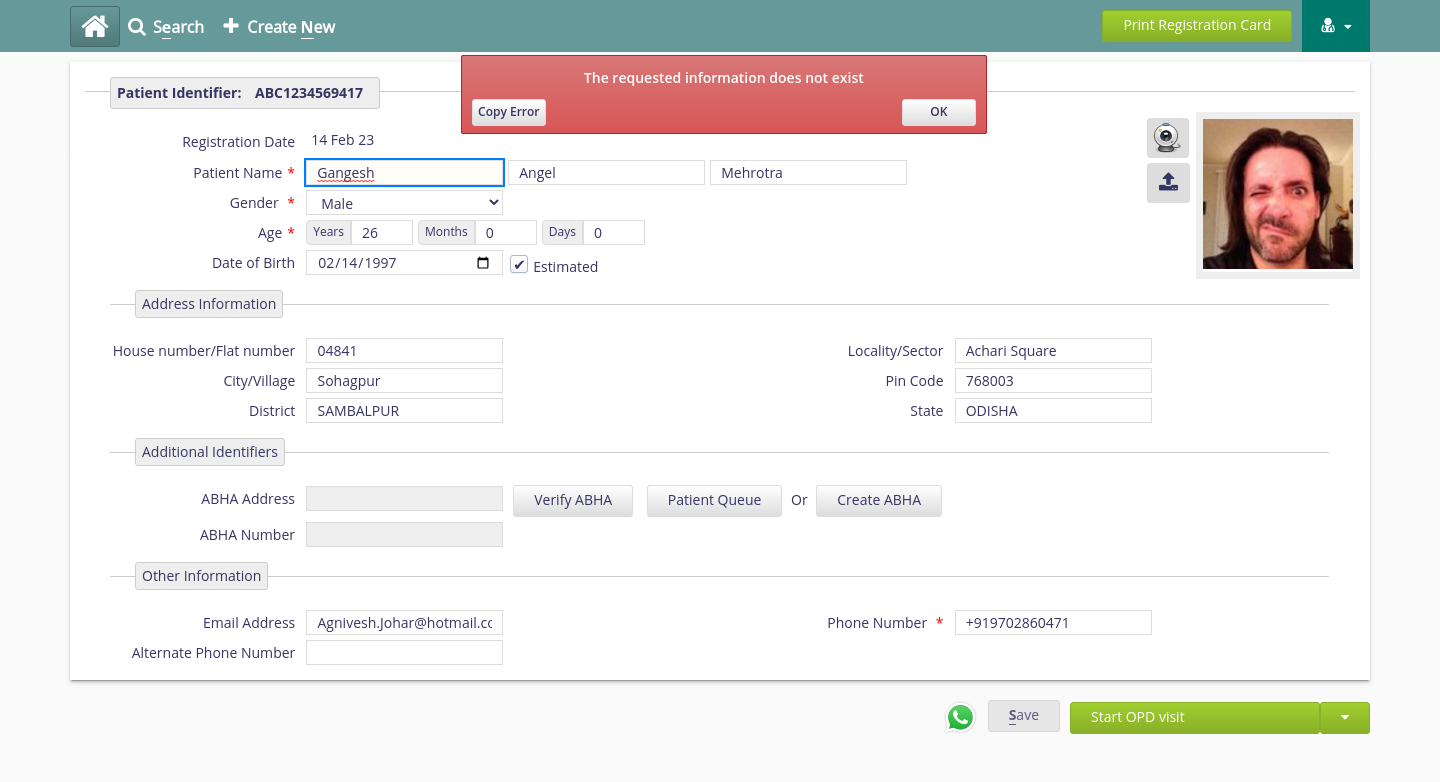 Search
Create New
Print Registration Card
The requested information does not exist
Copy Error
OK
Patient Identifier: ABC1234569417
Registration Date 14 Feb 23
Patient Name * Gangesh Angel Mehrotra
Gender * Male
Age * Years 26 Months 0 Days 0
Date of Birth 02/14/1997 ✔ Estimated
Address Information
House number/Flat number 04841 Locality/Sector Achari Square
City/Village Sohagpur Pin Code 768003
District SAMBALPUR State ODISHA
Additional Identifiers
ABHA Address Verify ABHA Patient Queue Or Create ABHA
ABHA Number
Other Information
Email Address Agnivesh.Johar@hotmail.cc Phone Number * +919702860471
Alternate Phone Number
Save Start OPD visit